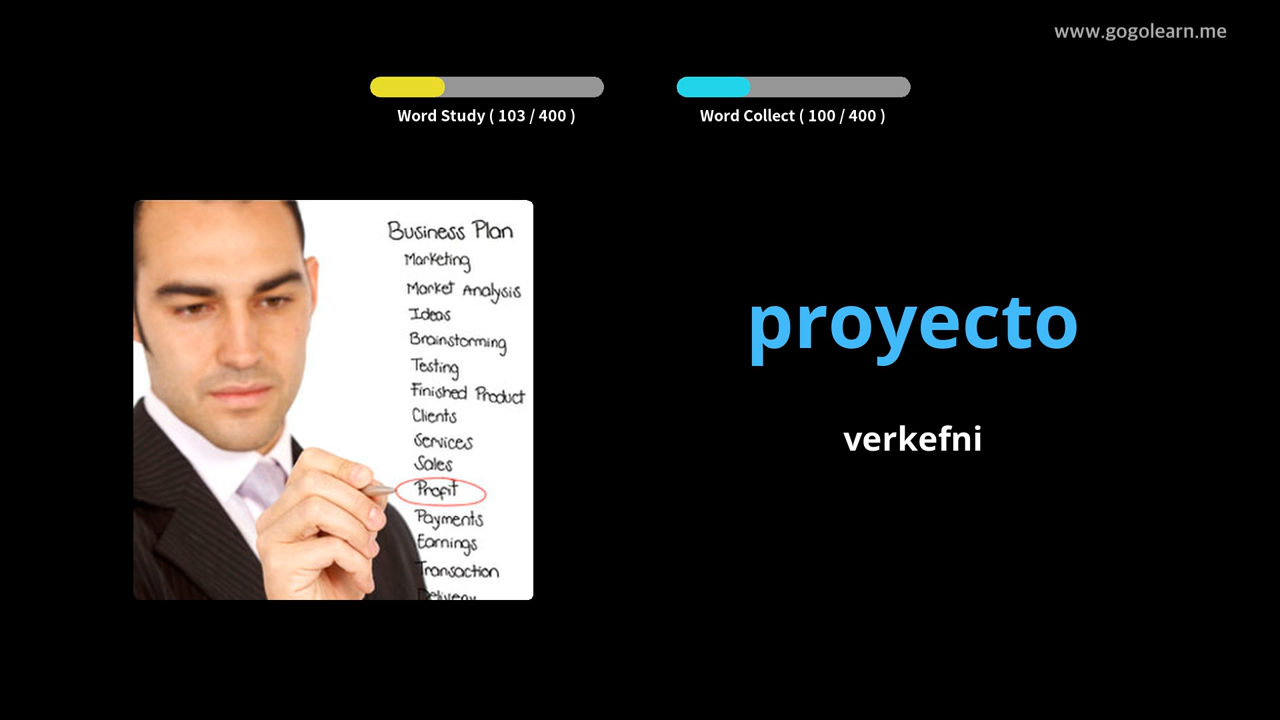 www.gogolearn.me
Word Study ( 103 / 400 )
Word Collect ( 100 / 400 )
Business Plan
Marketing
Market Analysis
Ideas
Brainstorming
Testing
Finished Product
Clients
Services
Sales
Profit
Payments
Earnings
Transaction
Delivery
proyecto
verkefni